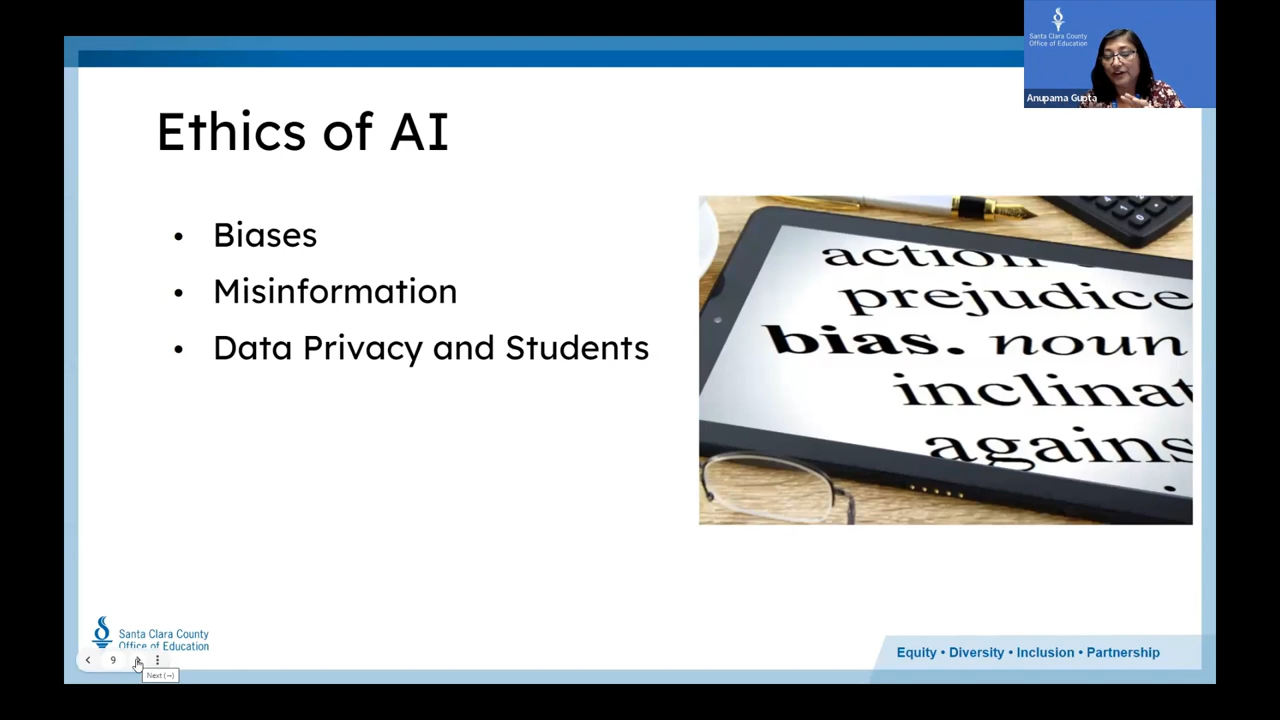 Santa Clara County
Office of Education
Anupama Gupta
Ethics of AI
• Biases
• Misinformation
• Data Privacy and Students
action
prejudice
bias. noun
inclinat
agains
Santa Clara County
Office of Education
9
Next (→)
Equity • Diversity • Inclusion • Partnership